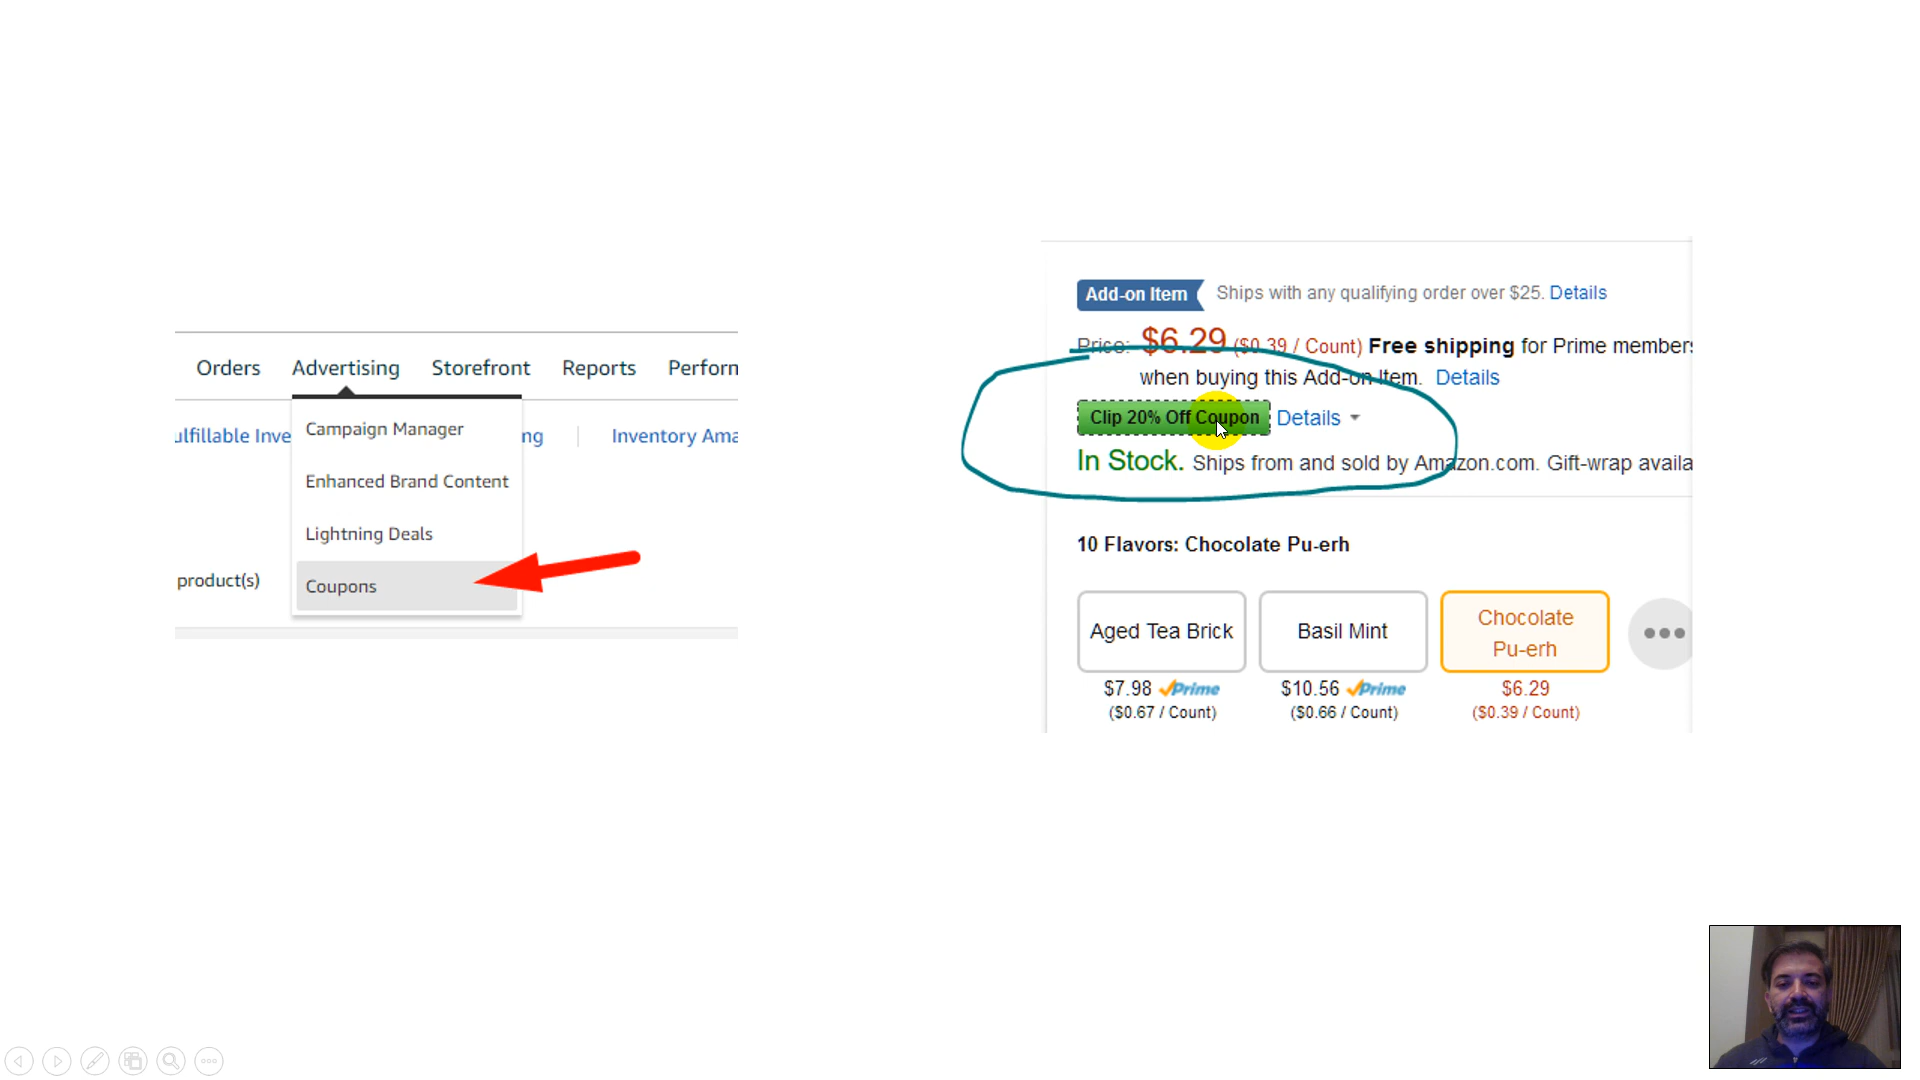 Orders Advertising Storefront Reports Perforn
Campaign Manager
ulfillable Inve ng Inventory Ama
Enhanced Brand Content
Lightning Deals
product(s)
Coupons
Add-on Item Ships with any qualifying order over $25. Details
Price: $6.29 ($0.39 / Count) Free shipping for Prime members
when buying this Add-on Item. Details
Clip 20% Off Coupon Details
In Stock. Ships from and sold by Amazon.com. Gift-wrap availa
10 Flavors: Chocolate Pu-erh
Aged Tea Brick Basil Mint Chocolate
Pu-erh
$7.98 Prime $10.56 Prime $6.29
($0.67 / Count) ($0.66 / Count) ($0.39 / Count)